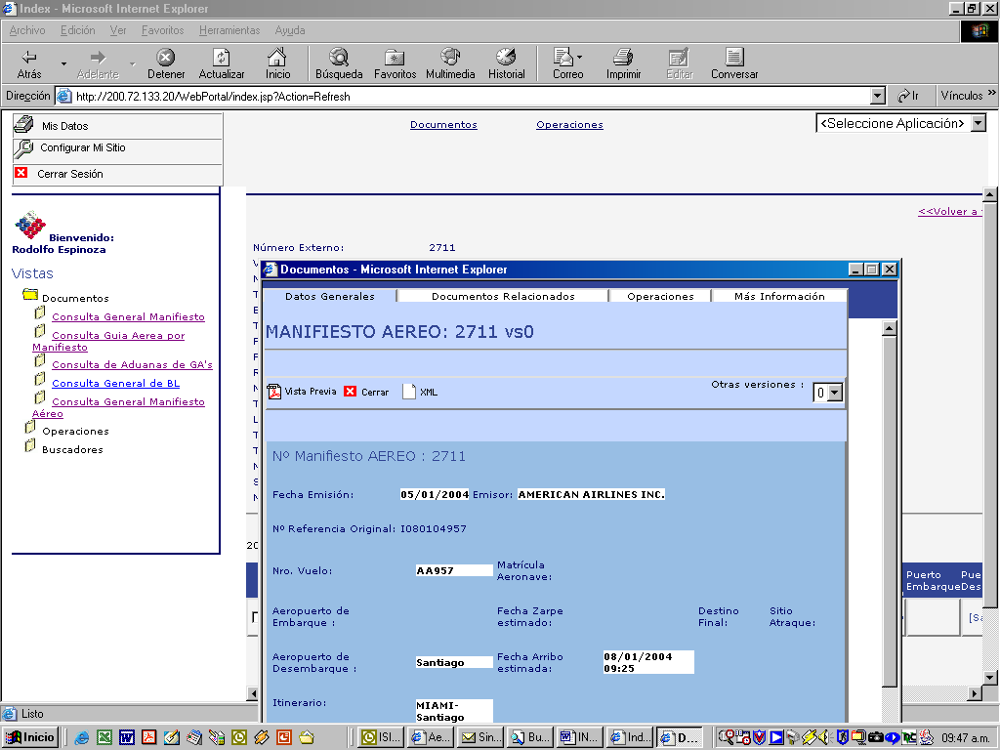 Index - Microsoft Internet Explorer
Archivo Edición Ver Favoritos Herramientas Ayuda
Atrás Adelante Detener Actualizar Inicio Búsqueda Favoritos Multimedia Historial Correo Imprimir Editar Conversar
Dirección http://200.72.133.20/WebPortal/index.jsp?Action=Refresh Ir Vínculos »
Mis Datos
Configurar Mi Sitio
Cerrar Sesión
Documentos Operaciones <Seleccione Aplicación>
<<Volver a
Bienvenido:
Rodolfo Espinoza
Vistas
Documentos
Consulta General Manifiesto
Consulta Guia Aerea por
Manifiesto
Consulta de Aduanas de GA's
Consulta General de BL
Consulta General Manifiesto
Aéreo
Operaciones
Buscadores
Número Externo: 2711
Documentos - Microsoft Internet Explorer
Datos Generales Documentos Relacionados Operaciones Más Información
MANIFIESTO AEREO: 2711 vs0
Vista Previa Cerrar XML Otras versiones : 0
Nº Manifiesto AEREO : 2711
Fecha Emisión: 05/01/2004 Emisor: AMERICAN AIRLINES INC.
Nº Referencia Original: I080104957
Nro. Vuelo: AA957 Matrícula
Aeronave:
Aeropuerto de Fecha Zarpe Destino Sitio
Embarque : estimado: Final: Atraque:
Aeropuerto de Fecha Arribo 08/01/2004
Desembarque : Santiago estimada: 09:25
Itinerario: MIAMI-
Santiago
Puerto Pue
Embarque Des
[Sa
Listo
Inicio ISI... Ae... Sin... Bu... IN... Ind... D... 09:47 a.m.